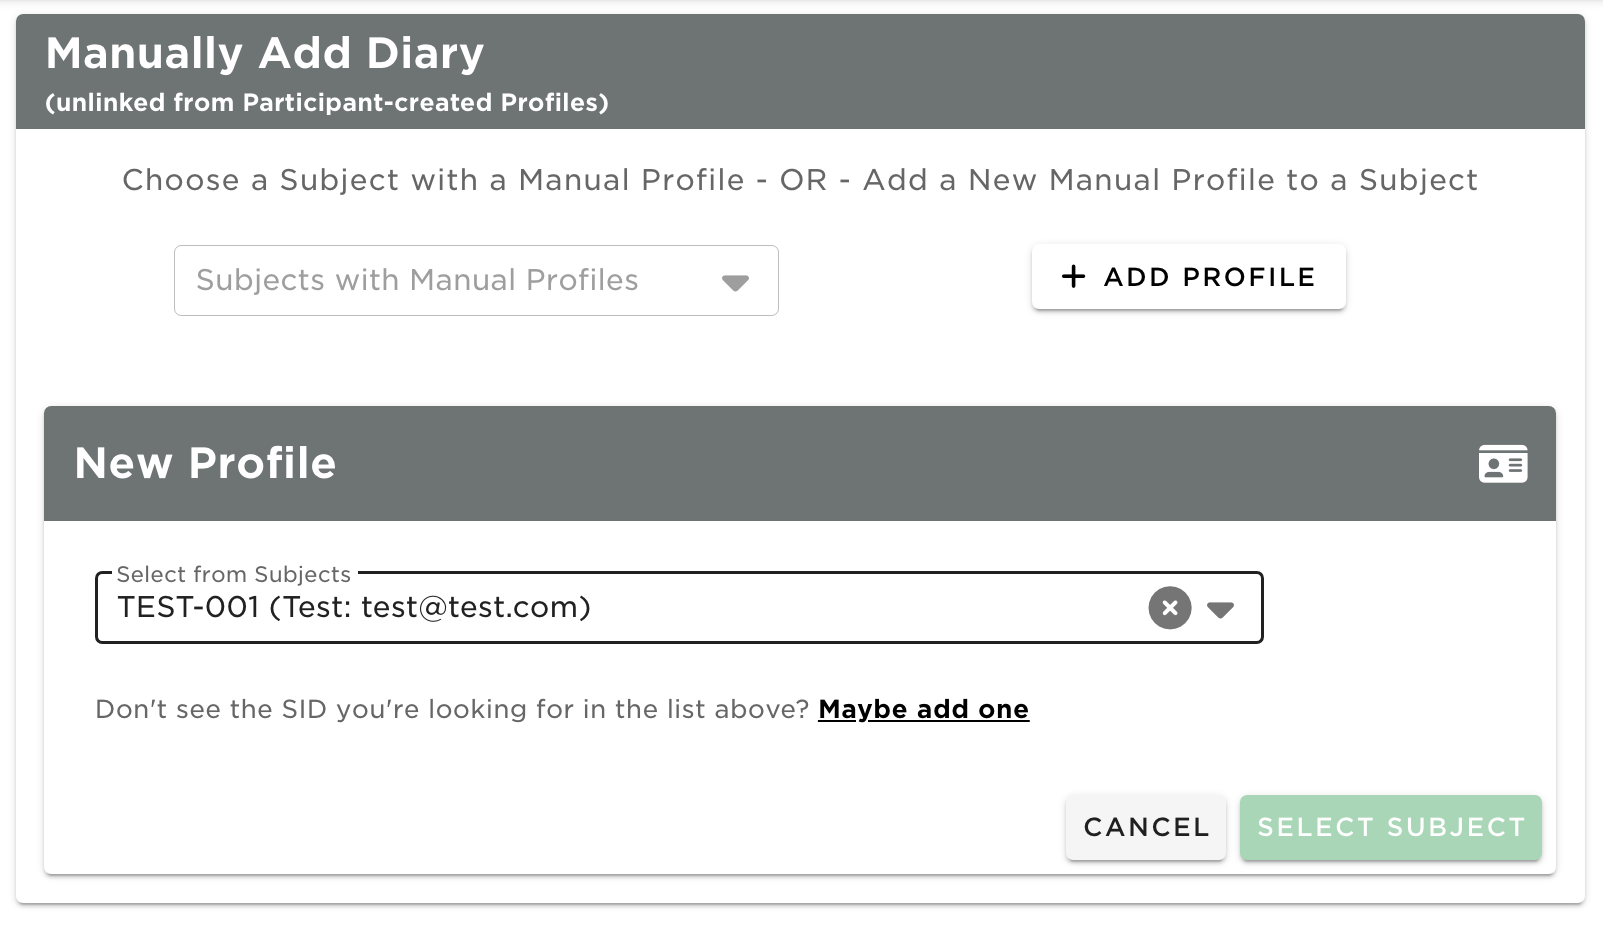 Manually Add Diary
(unlinked from Participant-created Profiles)
Choose a Subject with a Manual Profile - OR - Add a New Manual Profile to a Subject
Subjects with Manual Profiles
+ ADD PROFILE
New Profile
Select from Subjects
TEST-001 (Test: test@test.com)
Don't see the SID you're looking for in the list above? Maybe add one
CANCEL
SELECT SUBJECT